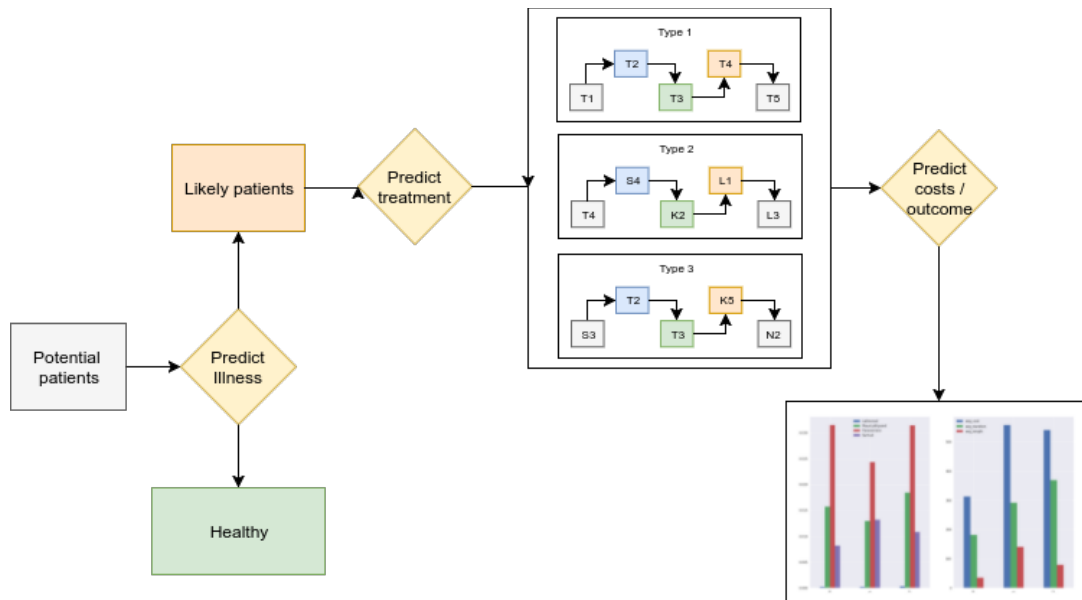 Potential
patients
Predict
Illness
Likely patients
Healthy
Predict
treatment
Type 1
T1
T2
T3
T4
T5
Type 2
T4
S4
K2
L1
L3
Type 3
S3
T2
T3
K5
N2
Predict
costs /
outcome